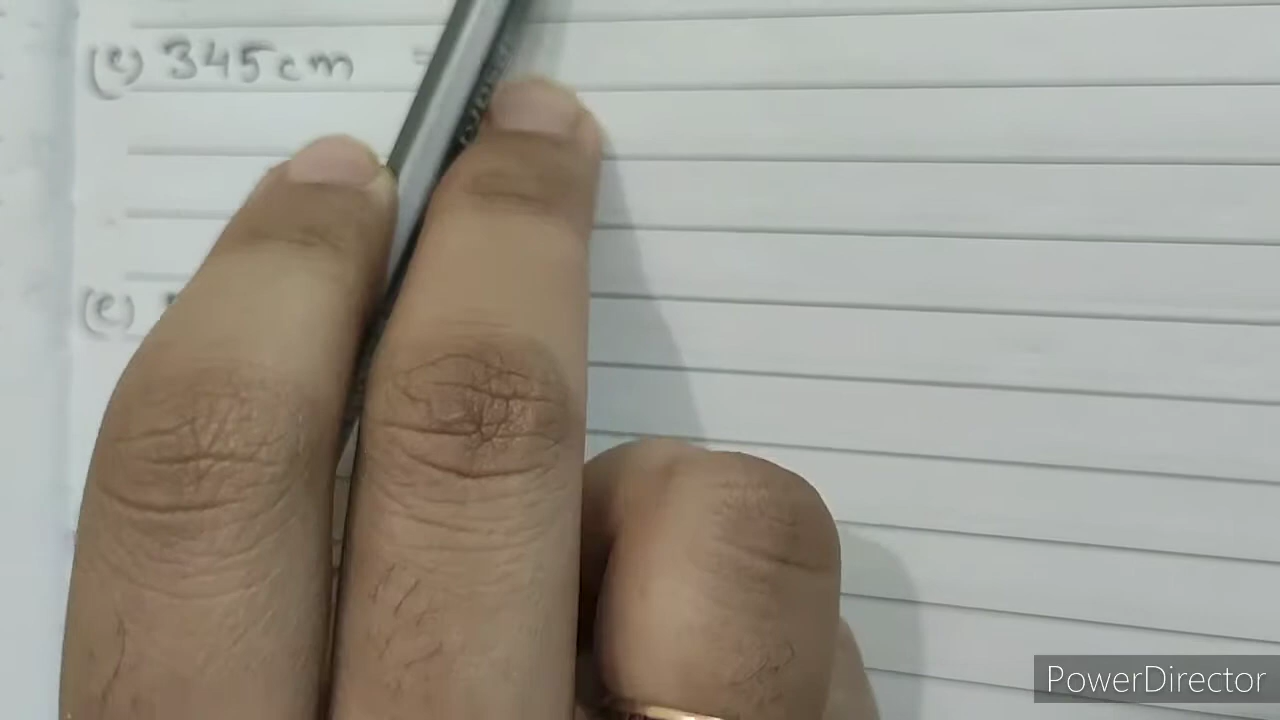 (c) 345 cm =
(e)
PowerDirector